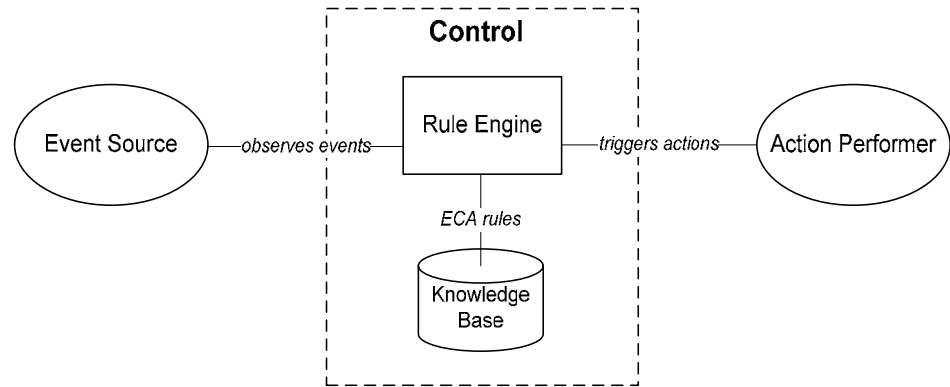 Control
Event Source
observes events
Rule Engine
triggers actions
Action Performer
ECA rules
Knowledge
Base